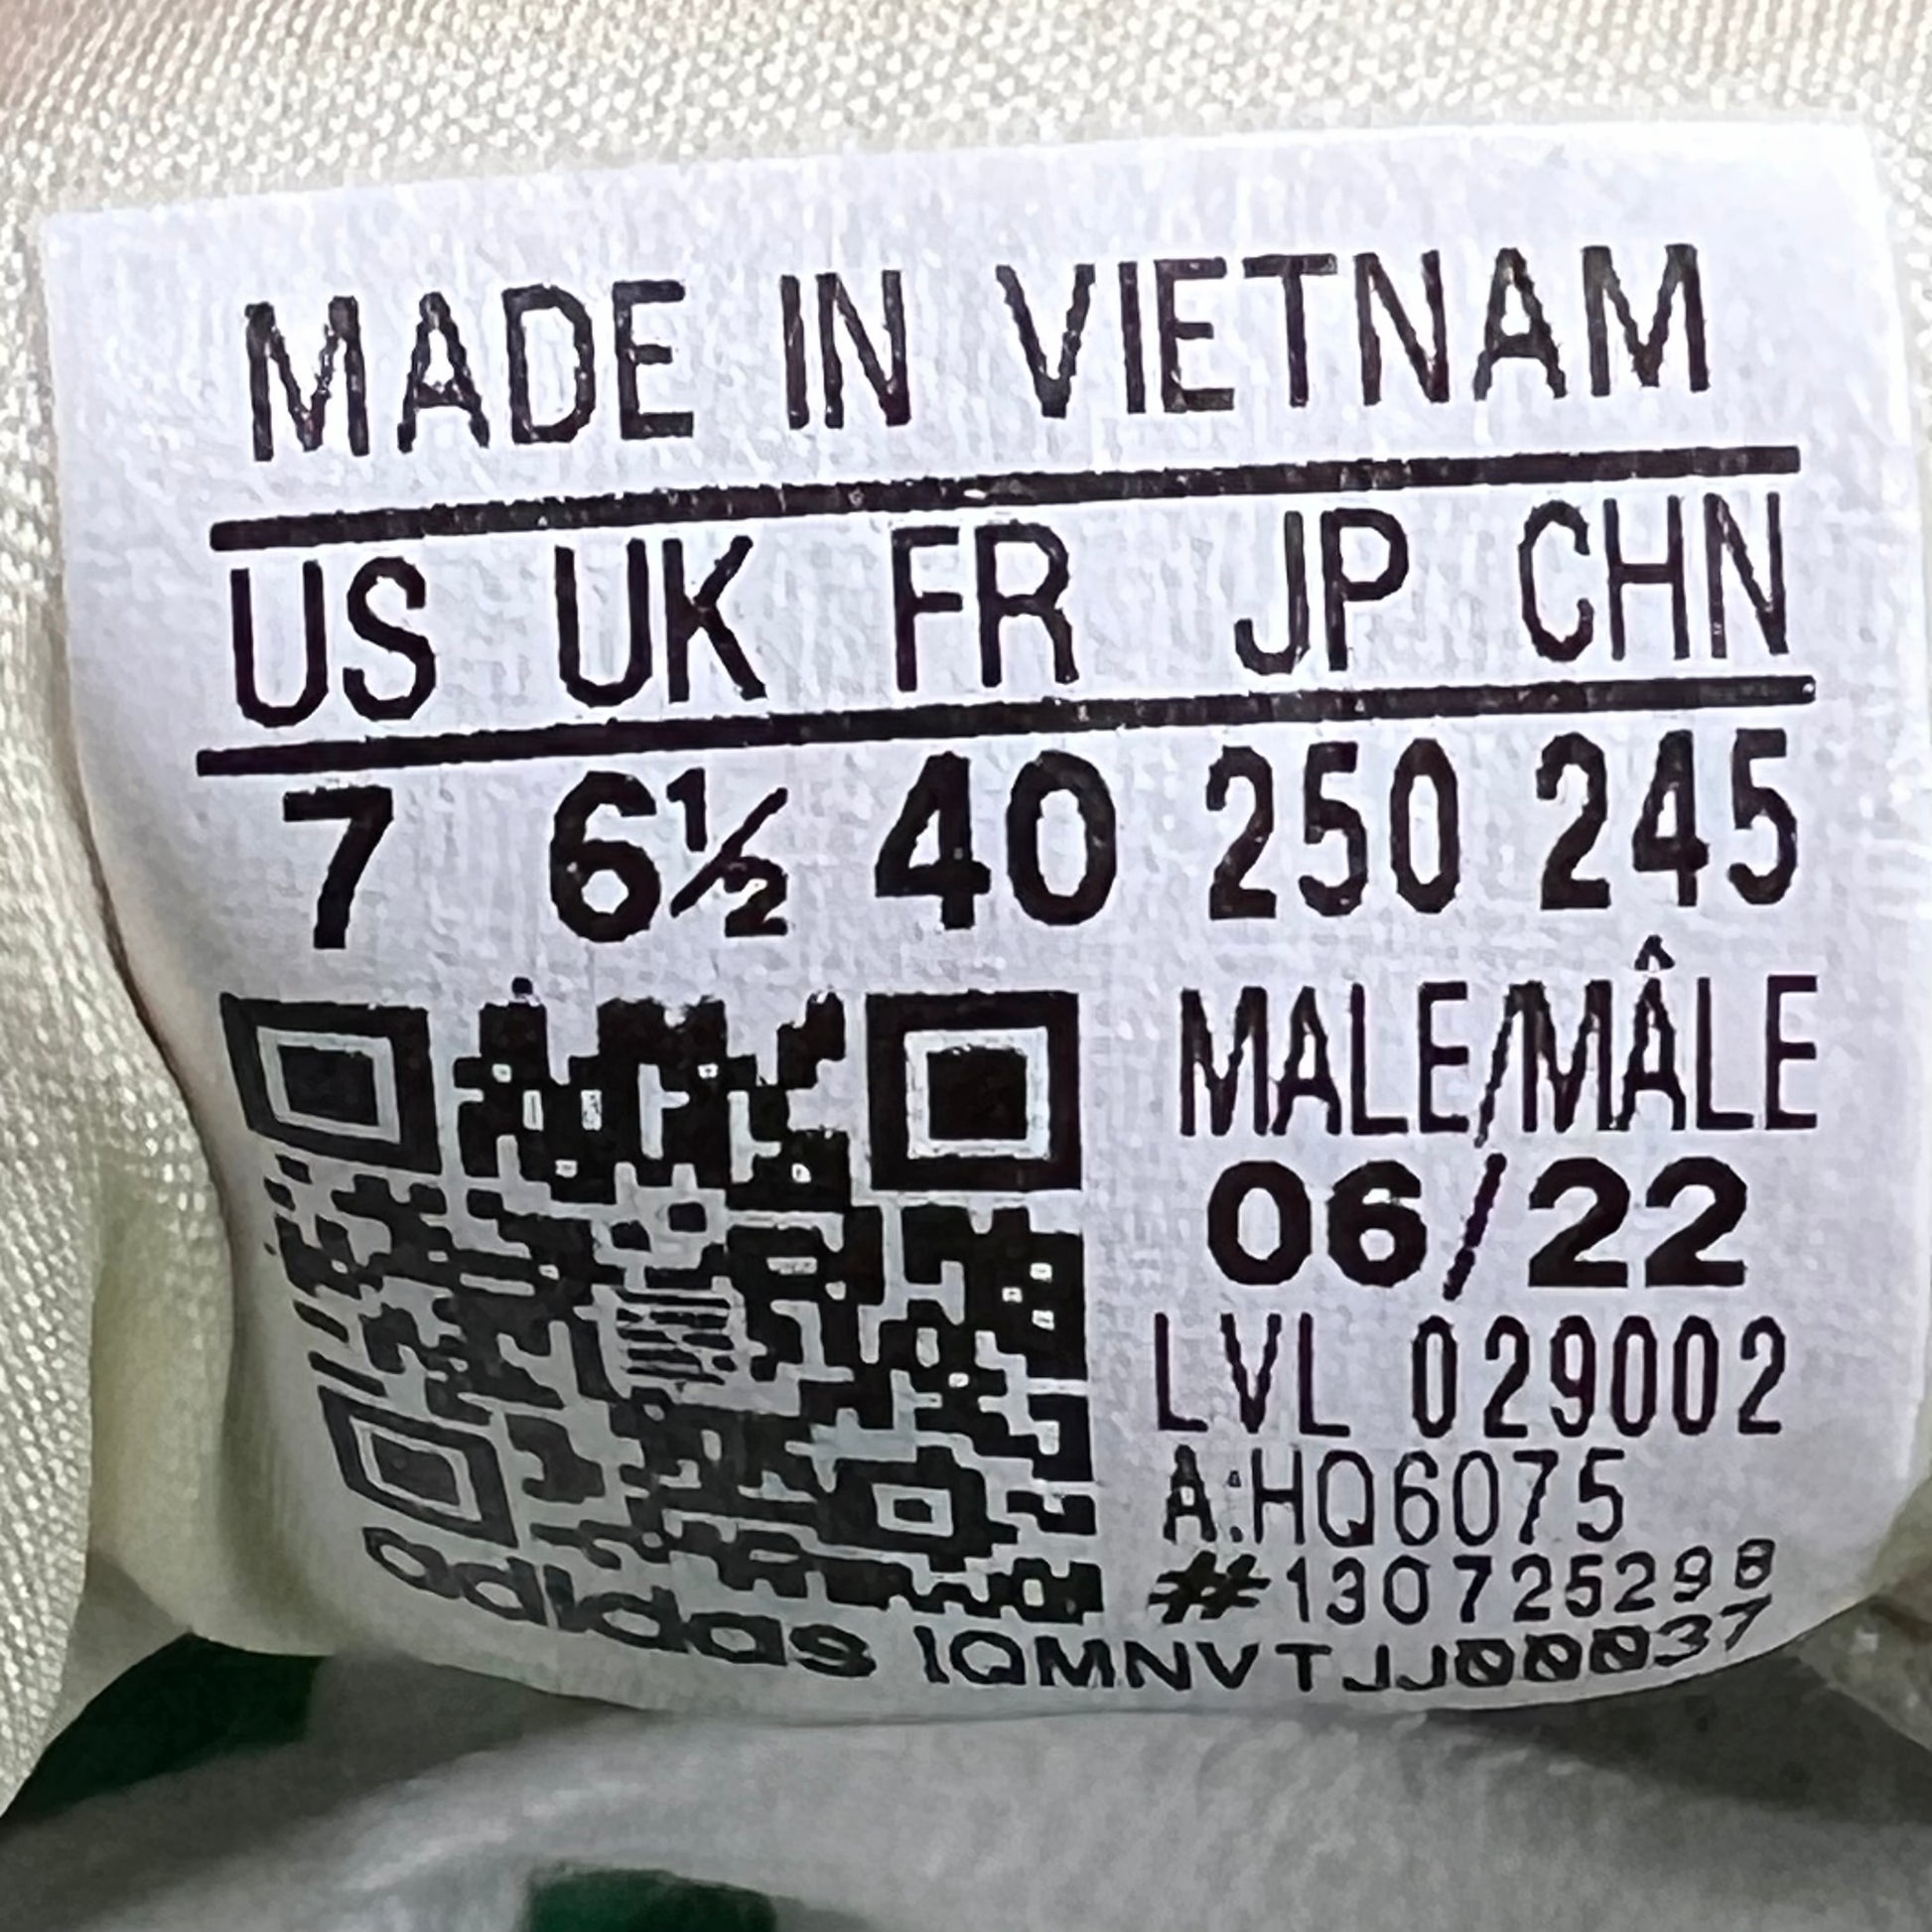 MADE IN VIETNAM
US UK FR JP CHN
7 6½ 40 250 245
MALE/MÂLE
06/22
LVL 029002
A:HQ6075
#130725298
adidas IQMNVTJJ00037